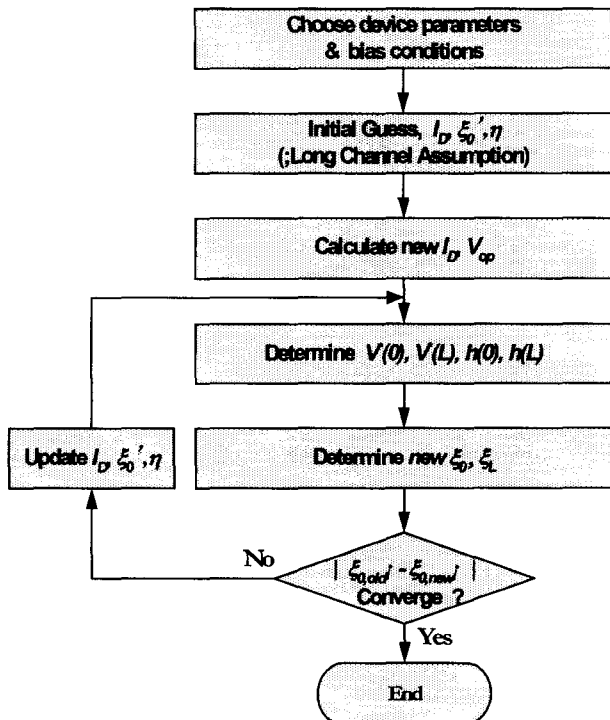 Choose device parameters
& bias conditions
Initial Guess, I_D, ξ_0', η
(;Long Channel Assumption)
Calculate new I_D, V_op
Determine V(0), V(L), h(0), h(L)
Update I_D, ξ_0', η
Determine new ξ_0, ξ_L
No
| ξ_0,old' - ξ_0,new' |
Converge ?
Yes
End